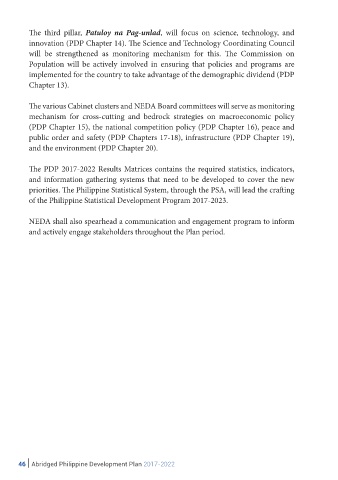 The third pillar, Patuloy na Pag-unlad, will focus on science, technology, and
innovation (PDP Chapter 14). The Science and Technology Coordinating Council
will be strengthened as monitoring mechanism for this. The Commission on
Population will be actively involved in ensuring that policies and programs are
implemented for the country to take advantage of the demographic dividend (PDP
Chapter 13).
The various Cabinet clusters and NEDA Board committees will serve as monitoring
mechanism for cross-cutting and bedrock strategies on macroeconomic policy
(PDP Chapter 15), the national competition policy (PDP Chapter 16), peace and
public order and safety (PDP Chapters 17-18), infrastructure (PDP Chapter 19),
and the environment (PDP Chapter 20).
The PDP 2017-2022 Results Matrices contains the required statistics, indicators,
and information gathering systems that need to be developed to cover the new
priorities. The Philippine Statistical System, through the PSA, will lead the crafting
of the Philippine Statistical Development Program 2017-2023.
NEDA shall also spearhead a communication and engagement program to inform
and actively engage stakeholders throughout the Plan period.
46 | Abridged Philippine Development Plan 2017-2022